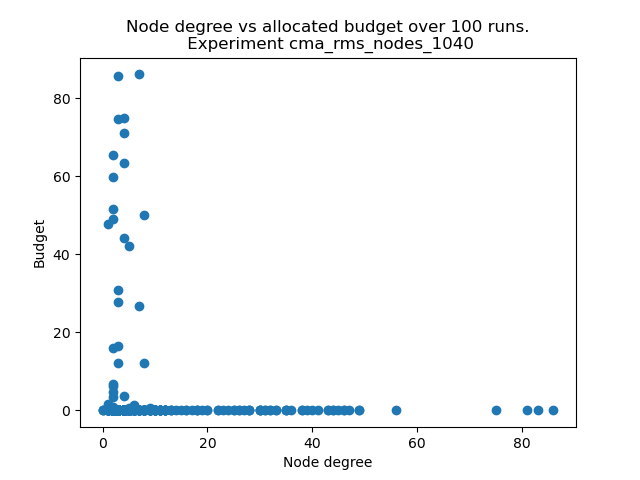 Node degree vs allocated budget over 100 runs.
Experiment cma_rms_nodes_1040
80
60
40
20
0
Budget
0 20 40 60 80
Node degree